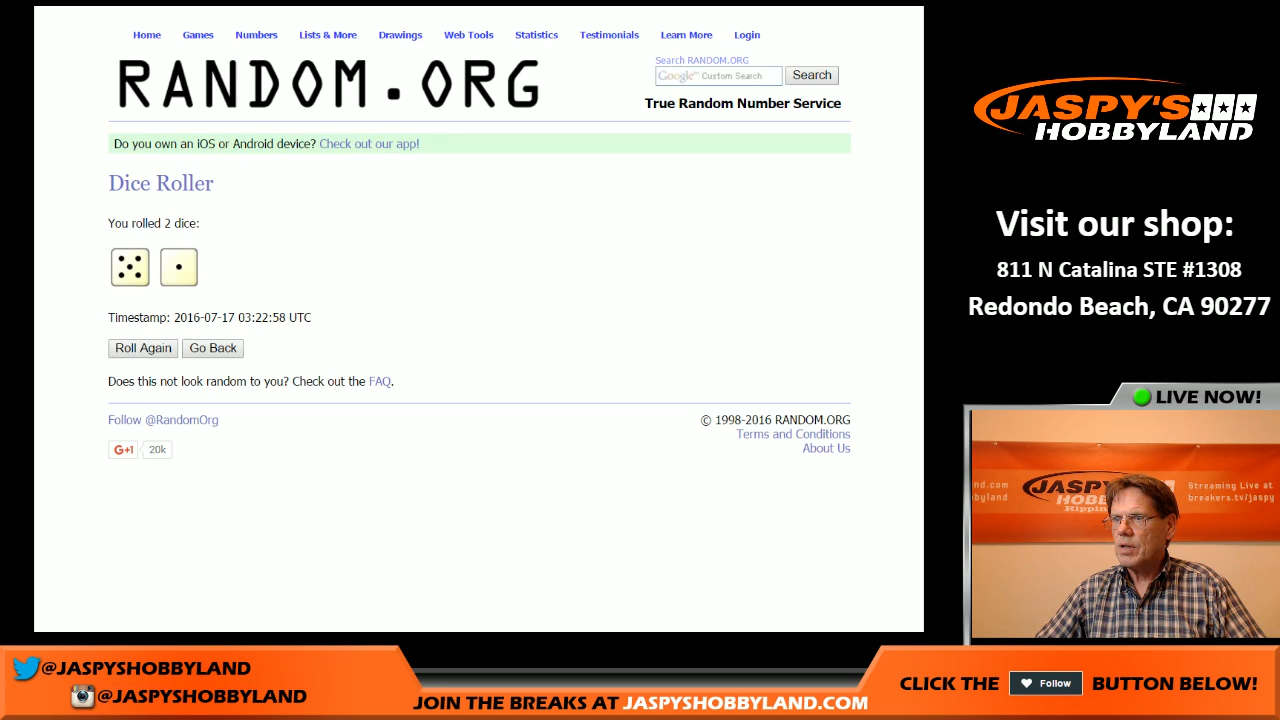 Home Games Numbers Lists & More Drawings Web Tools Statistics Testimonials Learn More Login
RANDOM.ORG
Search RANDOM.ORG
Google™ Custom Search
Search
True Random Number Service
Do you own an iOS or Android device? Check out our app!
Dice Roller
You rolled 2 dice:
Timestamp: 2016-07-17 03:22:58 UTC
Roll Again Go Back
Does this not look random to you? Check out the FAQ.
Follow @RandomOrg
© 1998-2016 RANDOM.ORG
Terms and Conditions
About Us
G+1 20k
JASPY'S
HOBBYLAND
Visit our shop:
811 N Catalina STE #1308
Redondo Beach, CA 90277
LIVE NOW!
nd.com
byland
JASPY
HOB
Rippin
Streaming Live at
breakers.tv/jaspy
@JASPYSHOBBYLAND
@JASPYSHOBBYLAND
JOIN THE BREAKS AT JASPYSHOBBYLAND.COM
CLICK THE Follow BUTTON BELOW!